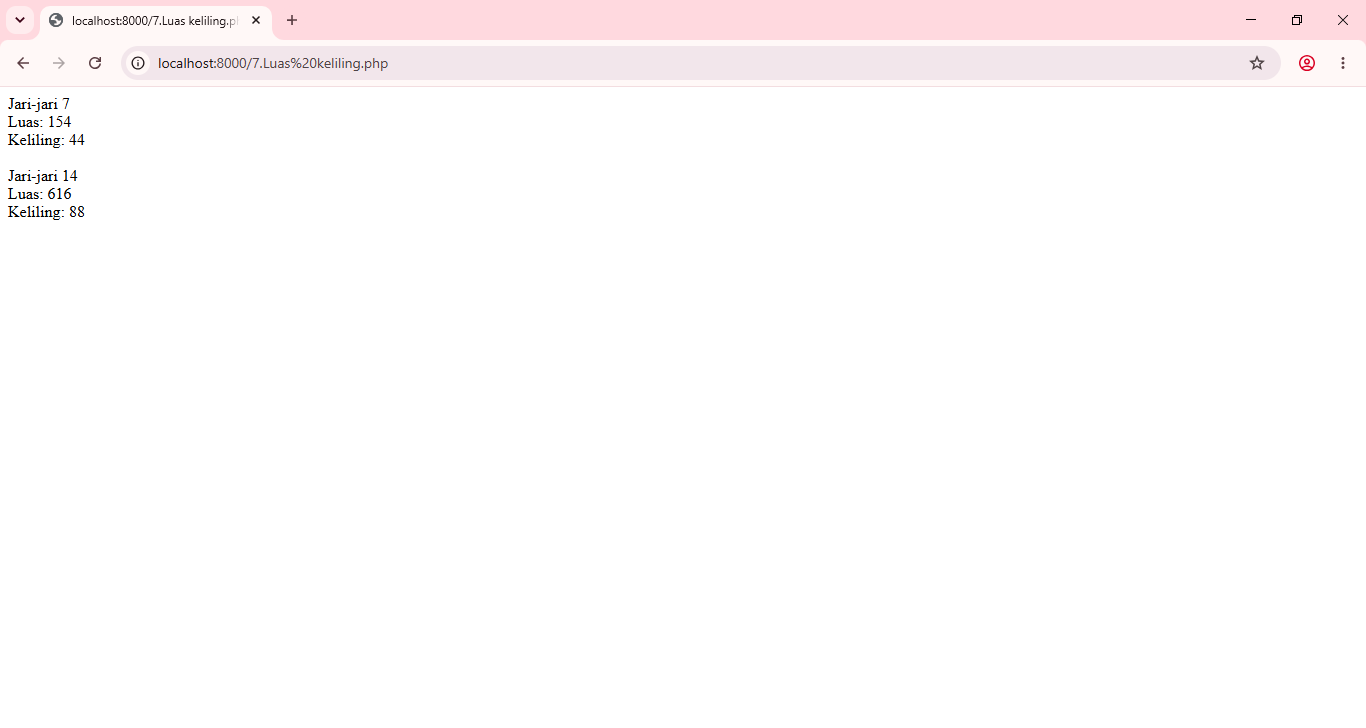 localhost:8000/7.Luas keliling.p
localhost:8000/7.Luas%20keliling.php
Jari-jari 7
Luas: 154
Keliling: 44
Jari-jari 14
Luas: 616
Keliling: 88